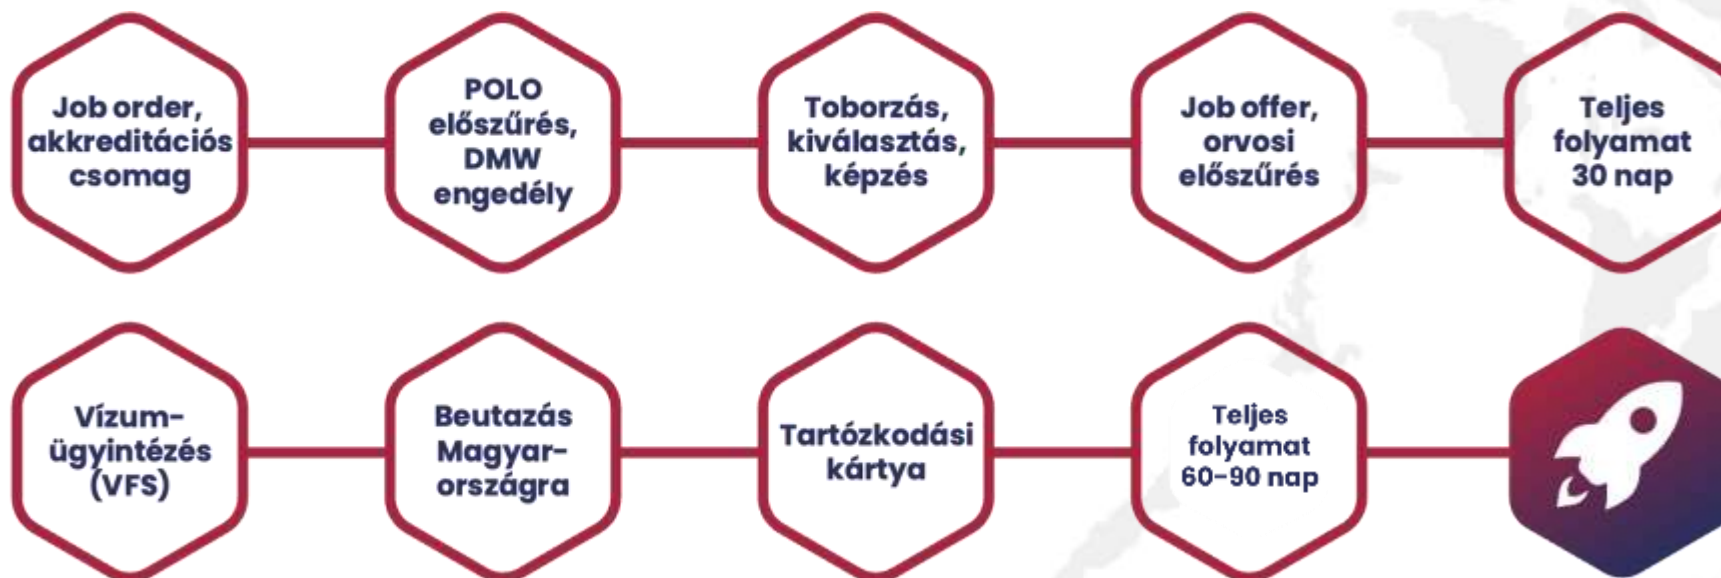 Job order,
akkreditációs
csomag
POLO
előszűrés,
DMW
engedély
Toborzás,
kiválasztás,
képzés
Job offer,
orvosi
előszűrés
Teljes
folyamat
30 nap
Vízum-
ügyintézés
(VFS)
Beutazás
Magyar-
országra
Tartózkodási
kártya
Teljes
folyamat
60-90 nap